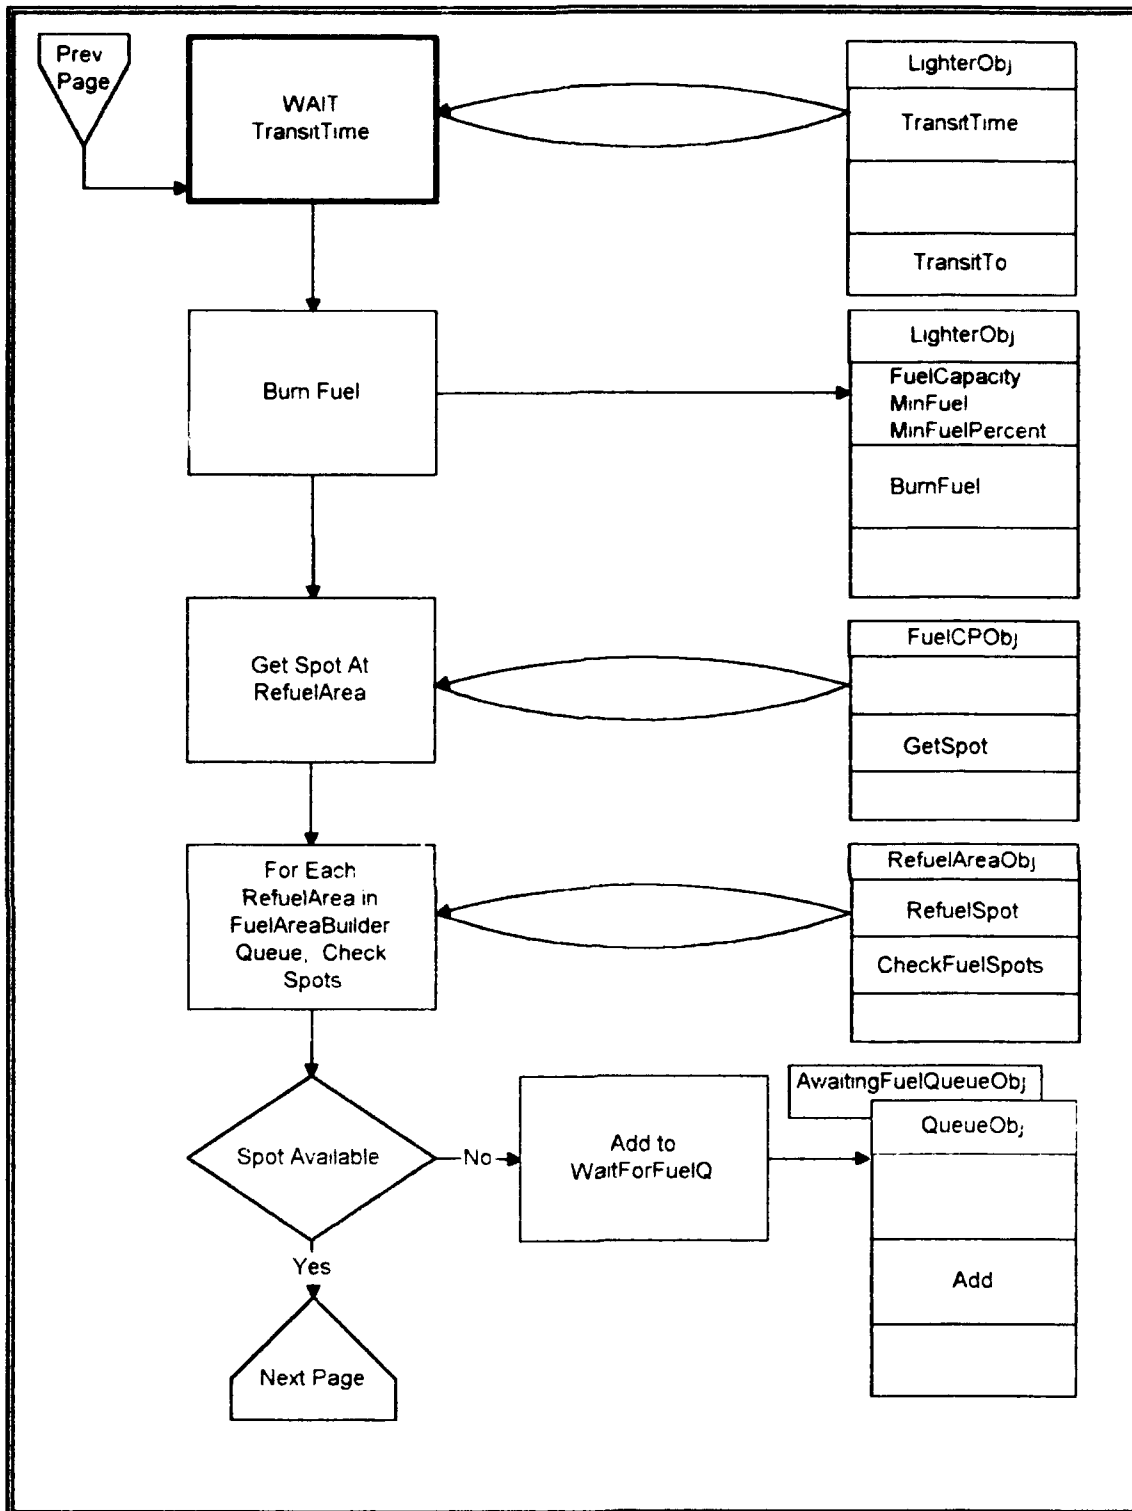 Prev
Page
WAIT
TransitTime
LighterObj
TransitTime
TransitTo
Burn Fuel
LighterObj
FuelCapacity
MinFuel
MinFuelPercent
BurnFuel
Get Spot At
RefuelArea
FuelCPObj
GetSpot
For Each
RefuelArea in
FuelAreaBuilder
Queue, Check
Spots
RefuelAreaObj
RefuelSpot
CheckFuelSpots
Spot Available
No
Add to
WaitForFuelQ
AwaitingFuelQueueObj
QueueObj
Add
Yes
Next Page